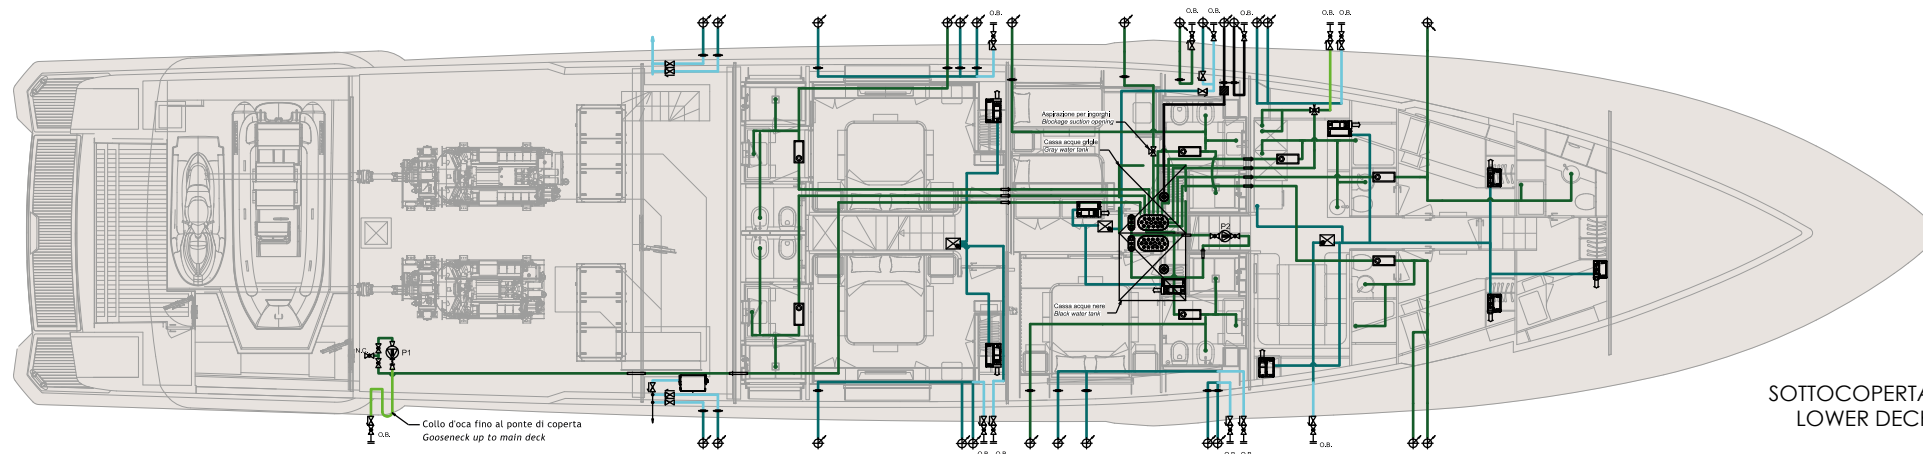 O.B.
O.B.
O.B.
O.B.
O.B.
O.B.
Aspirazione per ingorghi
Blockage suction opening
Cassa acque grigie
Gray water tank
P2
Cassa acque nere
Black water tank
N.C.
P1
Collo d'oca fino al ponte di coperta
Gooseneck up to main deck
O.B.
O.B.
O.B.
O.B.
O.B.
O.B.
SOTTOCOPERTA
LOWER DECK